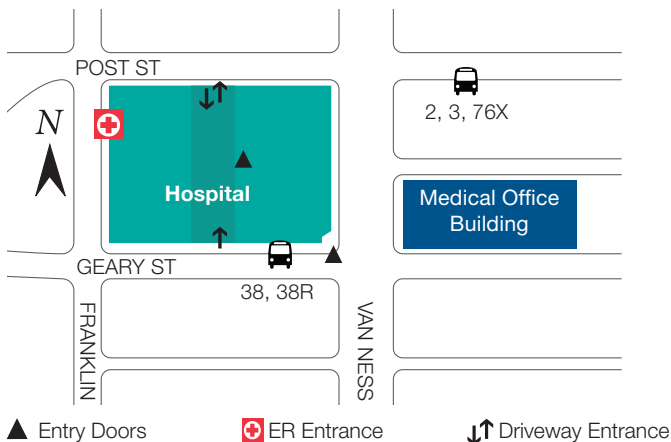 POST ST
N
2, 3, 76X
Hospital
Medical Office
Building
GEARY ST
38, 38R
FRANKLIN
VAN NESS
Entry Doors
ER Entrance
Driveway Entrance